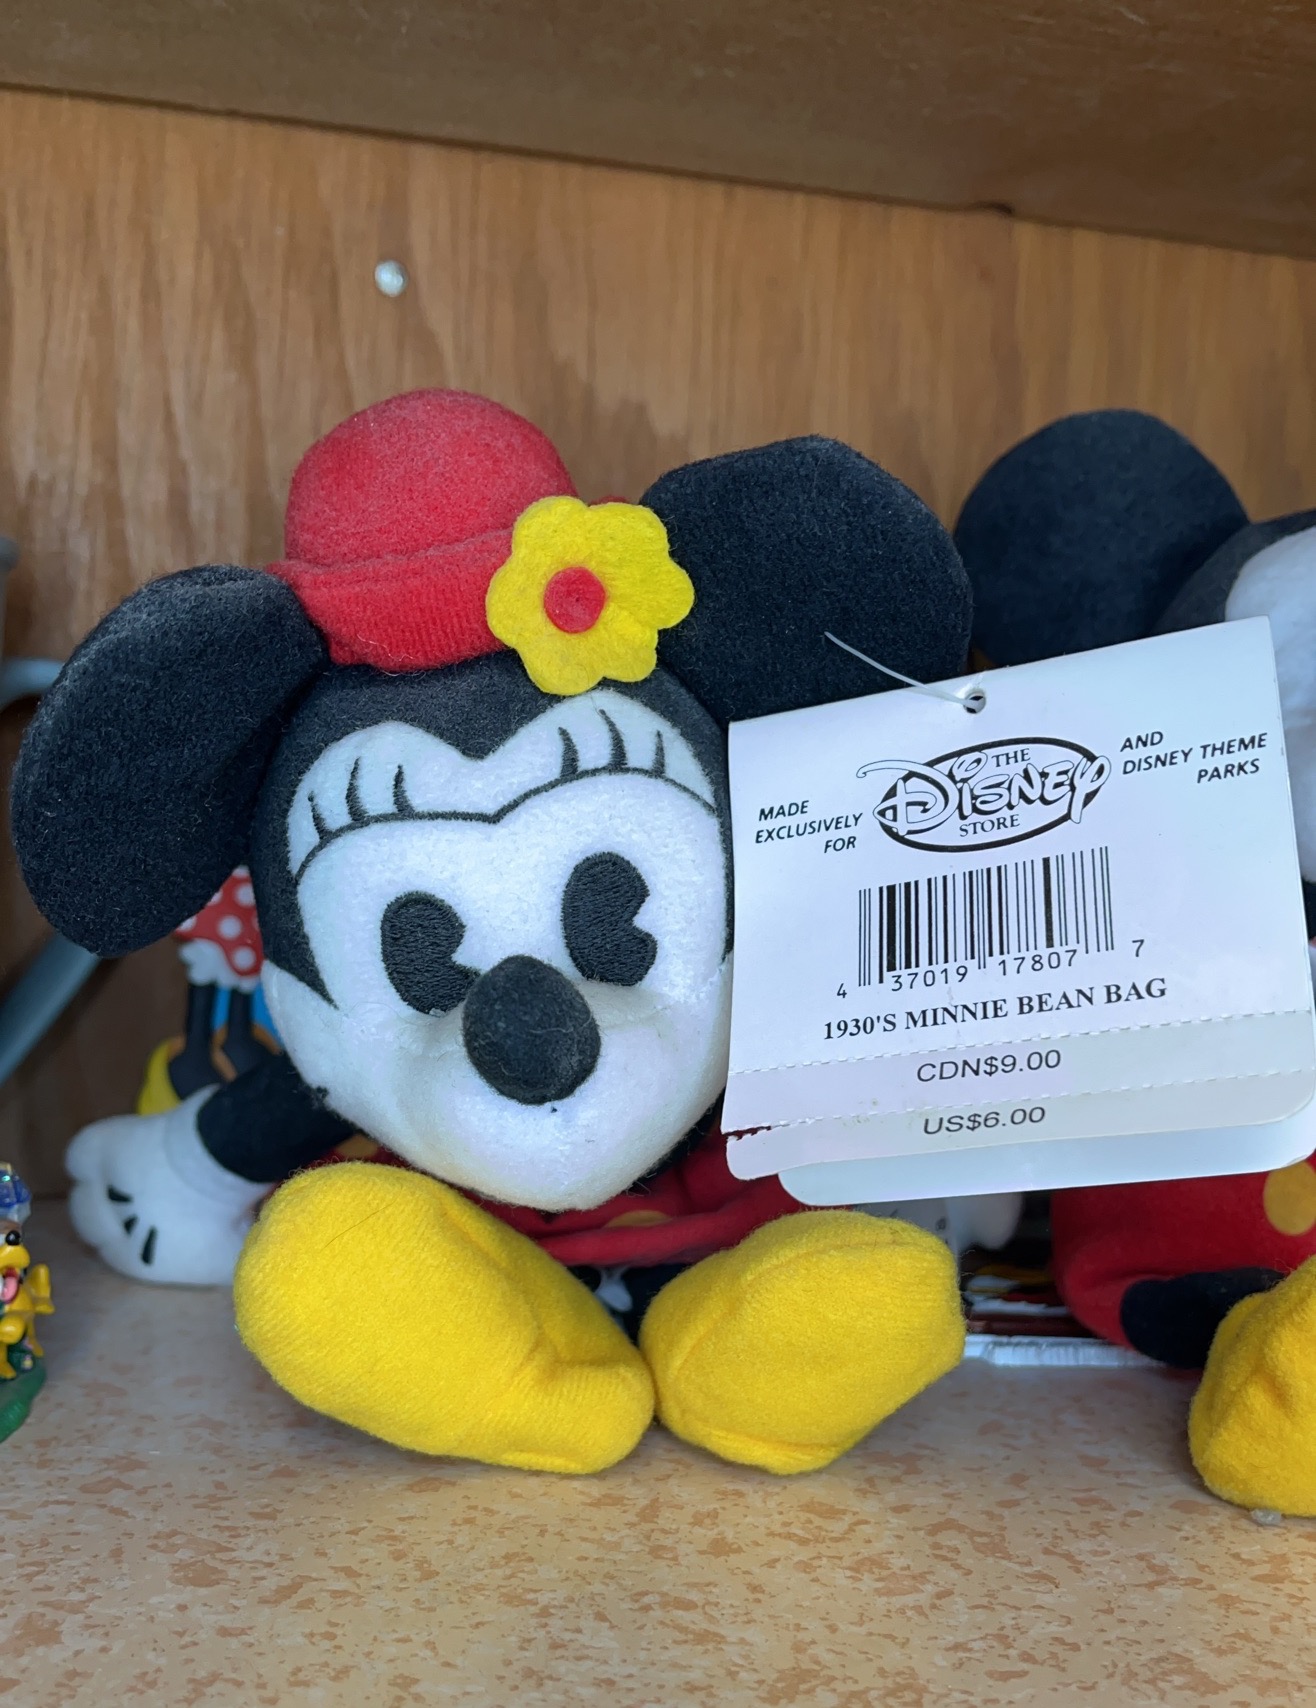 MADE
EXCLUSIVELY
FOR
THE
DISNEY
STORE
AND
DISNEY THEME
PARKS
4 37019 17807 7
1930'S MINNIE BEAN BAG
CDN$9.00
US$6.00